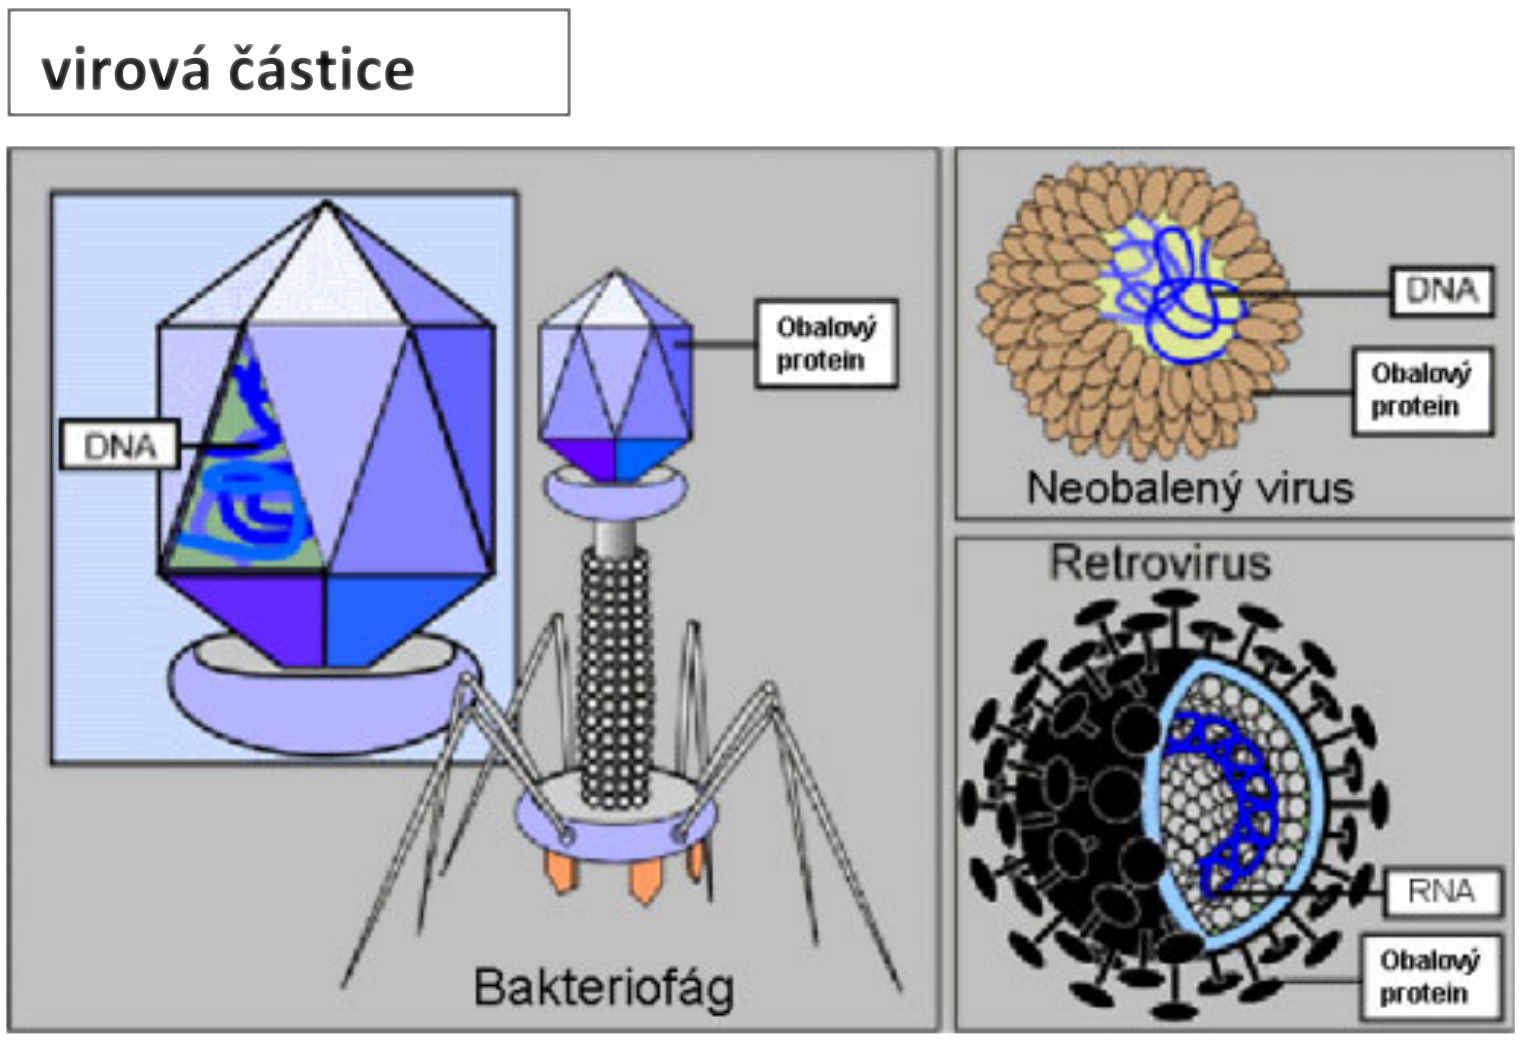 virová částice
DNA
Obalový
protein
Bakteriofág
DNA
Obalový
protein
Neobalený virus
Retrovirus
RNA
Obalový
protein